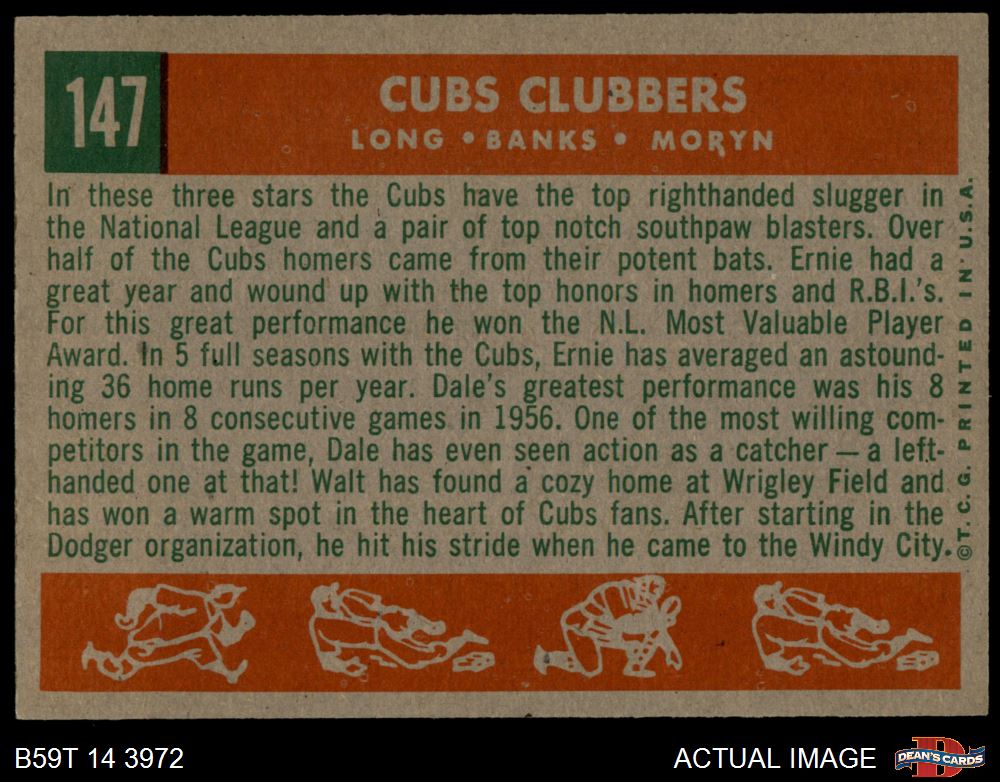 147
CUBS CLUBBERS
LONG • BANKS • MORYN
In these three stars the Cubs have the top righthanded slugger in
the National League and a pair of top notch southpaw blasters. Over
half of the Cubs homers came from their potent bats. Ernie had a
great year and wound up with the top honors in homers and R.B.I.'s.
For this great performance he won the N.L. Most Valuable Player
Award. In 5 full seasons with the Cubs, Ernie has averaged an astound-
ing 36 home runs per year. Dale's greatest performance was his 8
homers in 8 consecutive games in 1956. One of the most willing com-
petitors in the game, Dale has even seen action as a catcher — a left-
handed one at that! Walt has found a cozy home at Wrigley Field and
has won a warm spot in the heart of Cubs fans. After starting in the
Dodger organization, he hit his stride when he came to the Windy City.
©T. C. G. PRINTED IN U.S.A.
B59T 14 3972
ACTUAL IMAGE
D
DEAN'S CARDS